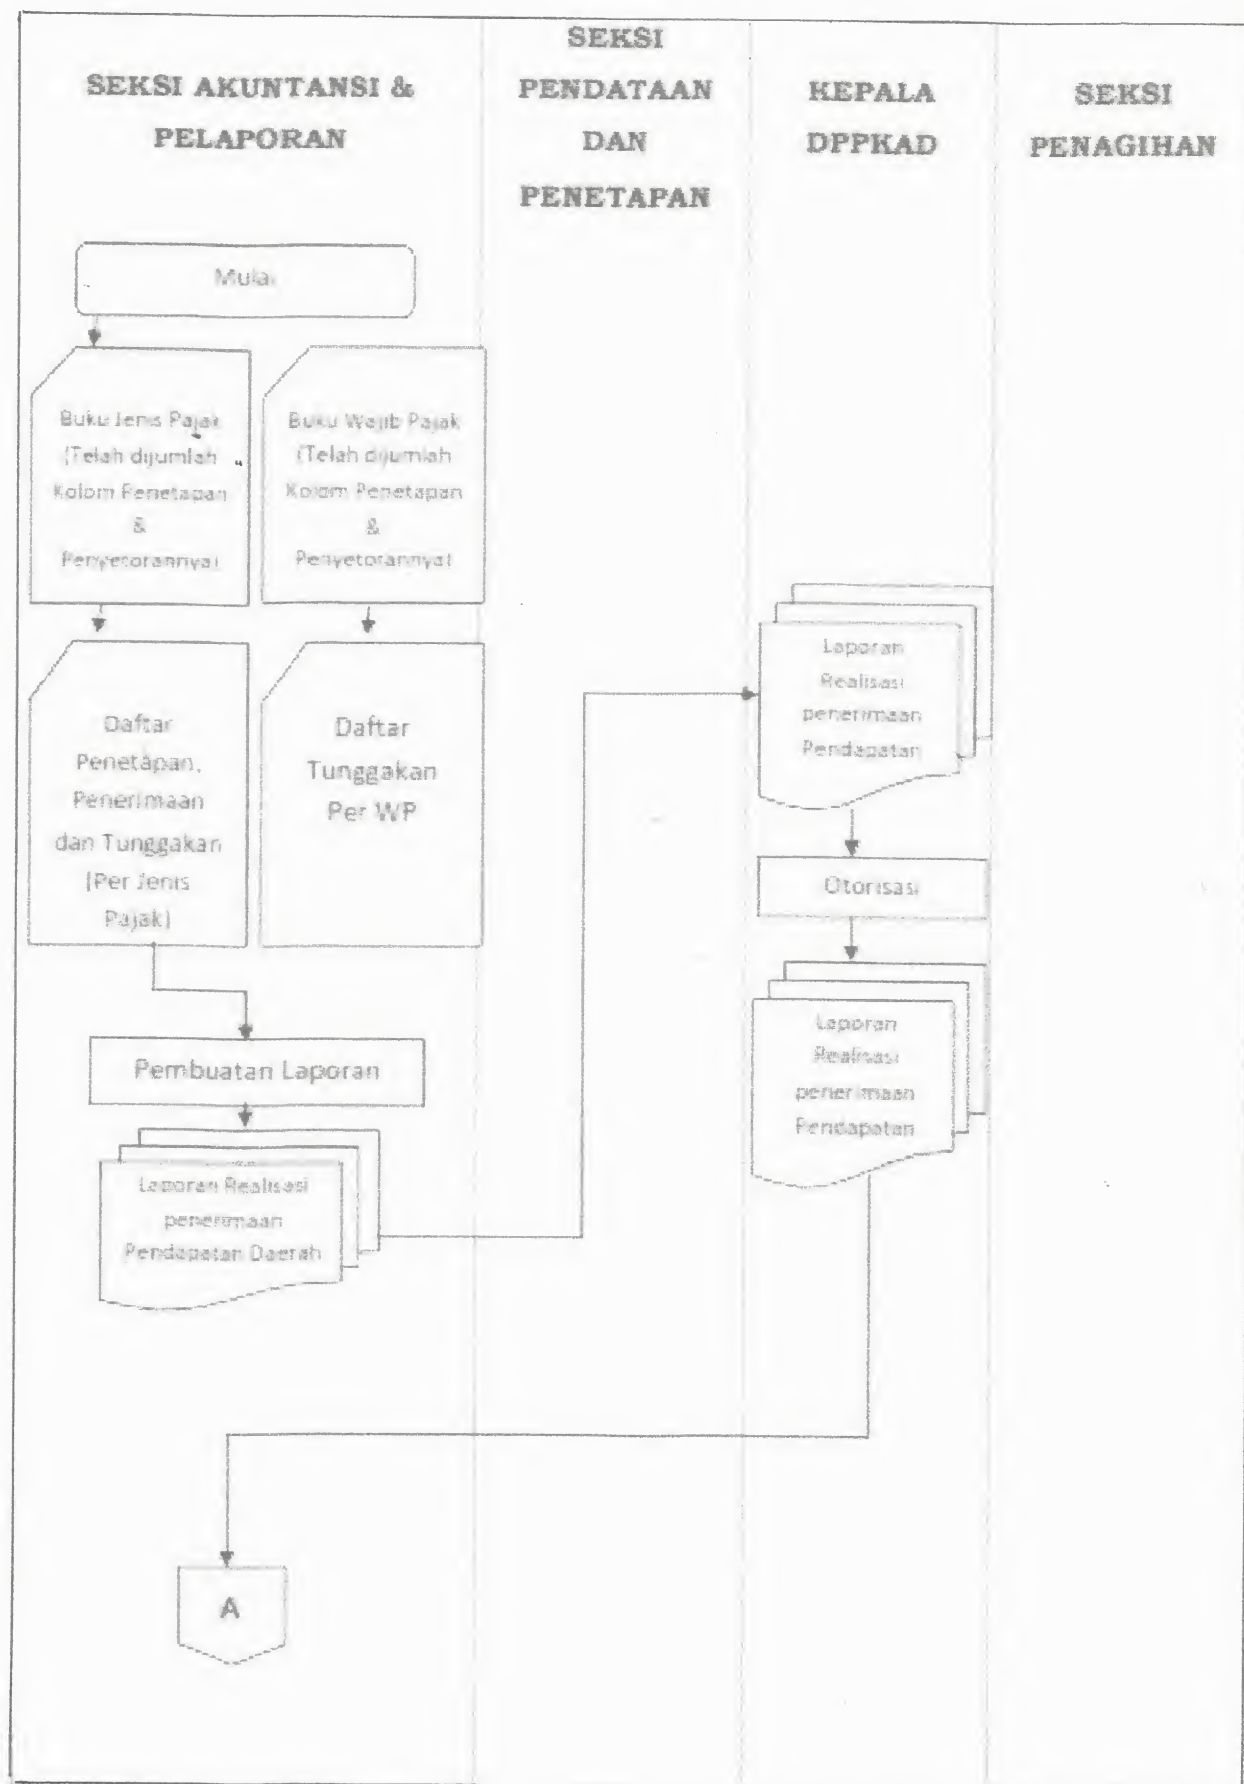 SEKSI AKUNTANSI &
PELAPORAN
SEKSI
PENDATAAN
DAN
PENETAPAN
KEPALA
DPPKAD
SEKSI
PENAGIHAN
Mulai
Buku Jenis Pajak
(Telah dijumlah
Kolom Penetapan
&
Penyetorannya)
Buku Wajib Pajak
(Telah dijumlah
Kolom Penetapan
&
Penyetorannya)
Daftar
Penetapan,
Penerimaan
dan Tunggakan
(Per Jenis
Pajak)
Daftar
Tunggakan
Per WP
Pembuatan Laporan
Laporan Realisasi
penerimaan
Pendapatan Daerah
Laporan
Realisasi
penerimaan
Pendapatan
Otorisasi
Laporan
Realisasi
penerimaan
Pendapatan
A